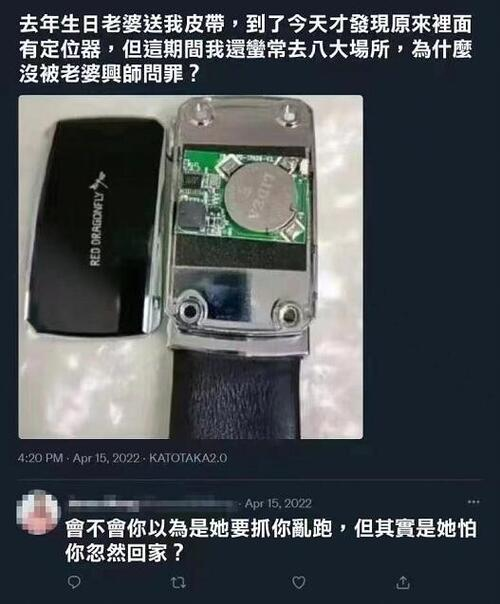 去年生日老婆送我皮帶，到了今天才發現原來裡面
有定位器，但這期間我還蠻常去八大場所，為什麼
沒被老婆興師問罪？
RED DRAGONFLY
4:20 PM · Apr 15, 2022 · KATOTAKA2.0
· Apr 15, 2022
會不會你以為是她要抓你亂跑，但其實是她怕
你忽然回家？